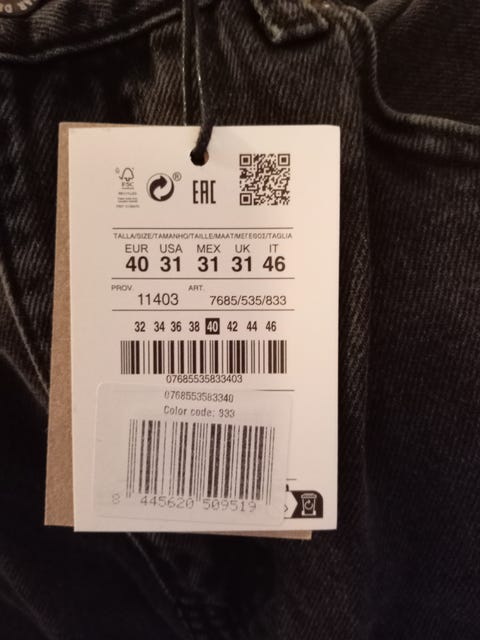 FSC
®
EAC
TALLA/SIZE/TAMANHO/TAILLE/MAAT/ΜΕΓΕΘΟΣ/TAGLIA
EUR USA MEX UK IT
40 31 31 31 46
PROV. 11403 ART. 7685/535/833
32 34 36 38 40 42 44 46
07685535833403
0768553583340
Color code: 833
8 445620 509519